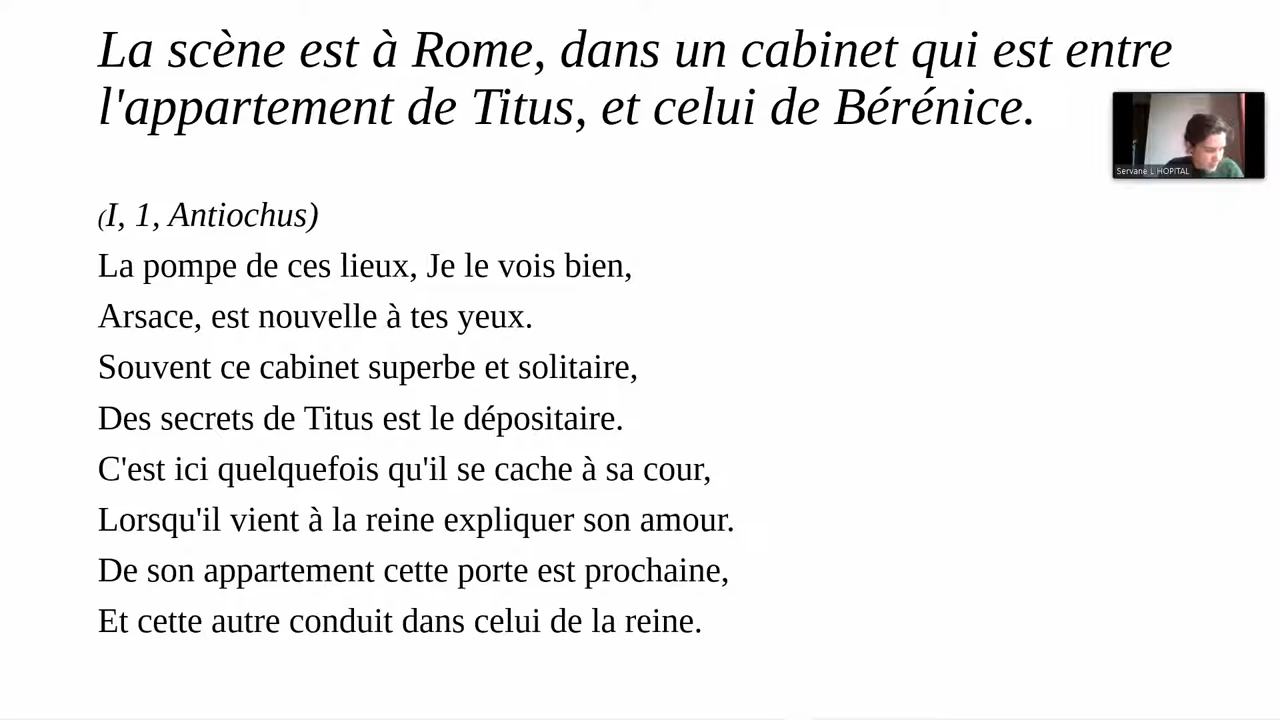 La scène est à Rome, dans un cabinet qui est entre
l'appartement de Titus, et celui de Bérénice.
Servane L HOPITAL
(I, 1, Antiochus)
La pompe de ces lieux, Je le vois bien,
Arsace, est nouvelle à tes yeux.
Souvent ce cabinet superbe et solitaire,
Des secrets de Titus est le dépositaire.
C'est ici quelquefois qu'il se cache à sa cour,
Lorsqu'il vient à la reine expliquer son amour.
De son appartement cette porte est prochaine,
Et cette autre conduit dans celui de la reine.